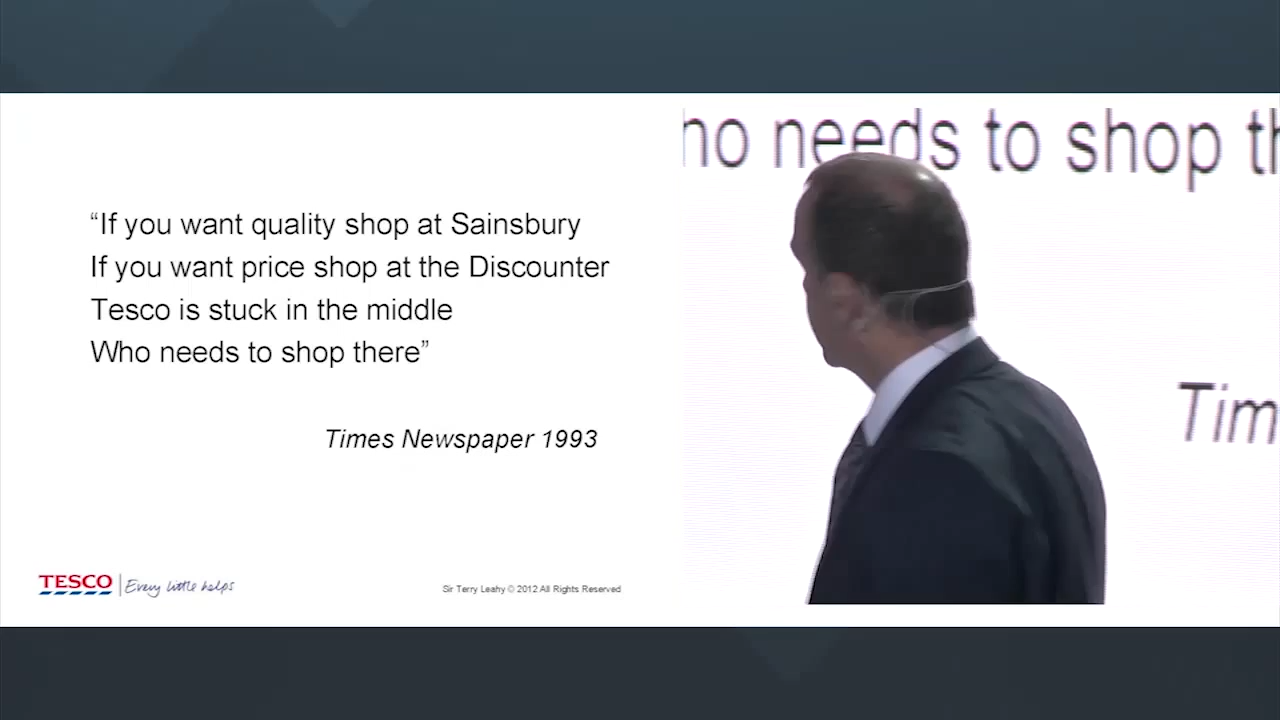 “If you want quality shop at Sainsbury
If you want price shop at the Discounter
Tesco is stuck in the middle
Who needs to shop there”
Times Newspaper 1993
TESCO Every little helps
Sir Terry Leahy © 2012 All Rights Reserved
ho needs to shop th
Tim